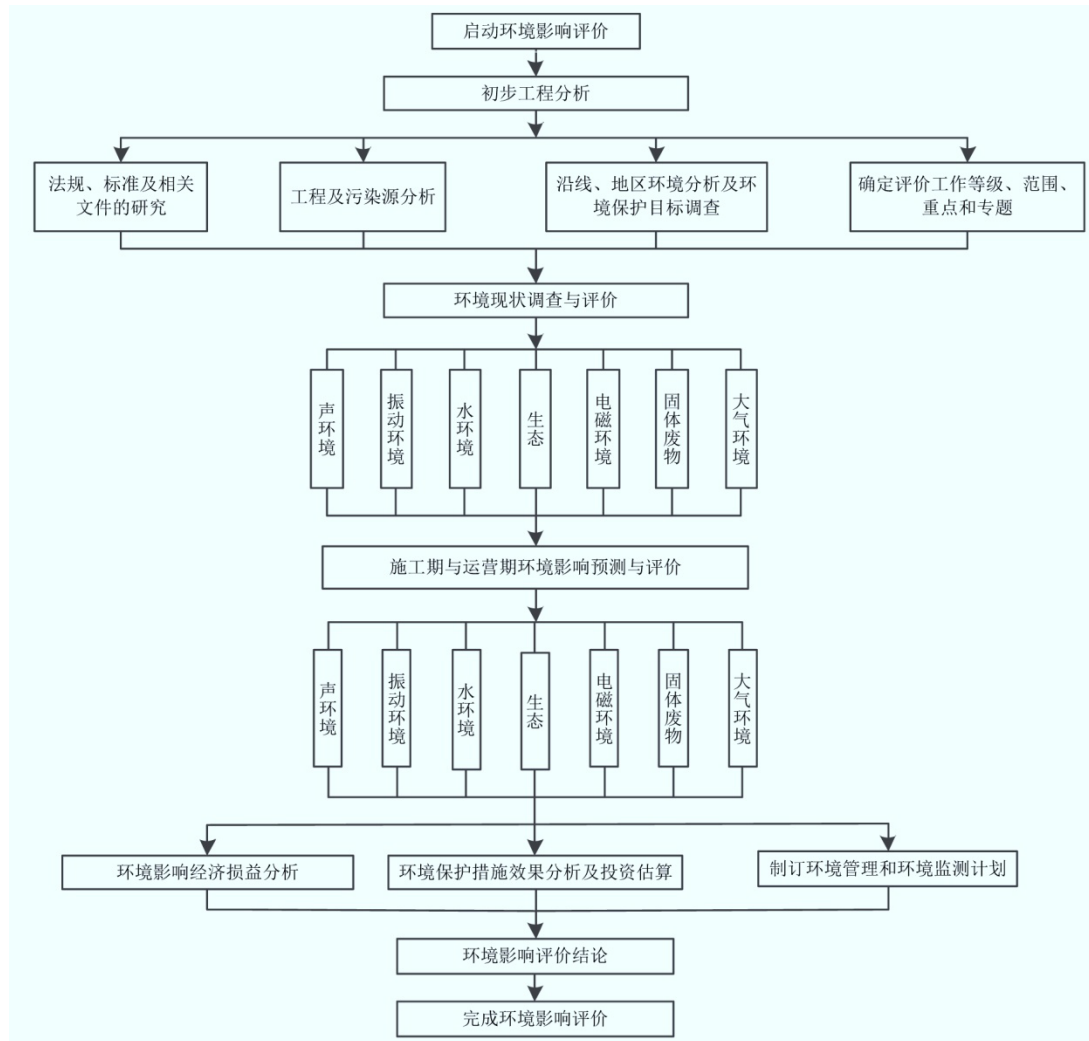 启动环境影响评价
初步工程分析
法规、标准及相关
文件的研究
工程及污染源分析
沿线、地区环境分析及环
境保护目标调查
确定评价工作等级、范围、
重点和专题
环境现状调查与评价
声环境
振动环境
水环境
生态
电磁环境
固体废物
大气环境
施工期与运营期环境影响预测与评价
声环境
振动环境
水环境
生态
电磁环境
固体废物
大气环境
环境影响经济损益分析
环境保护措施效果分析及投资估算
制订环境管理和环境监测计划
环境影响评价结论
完成环境影响评价